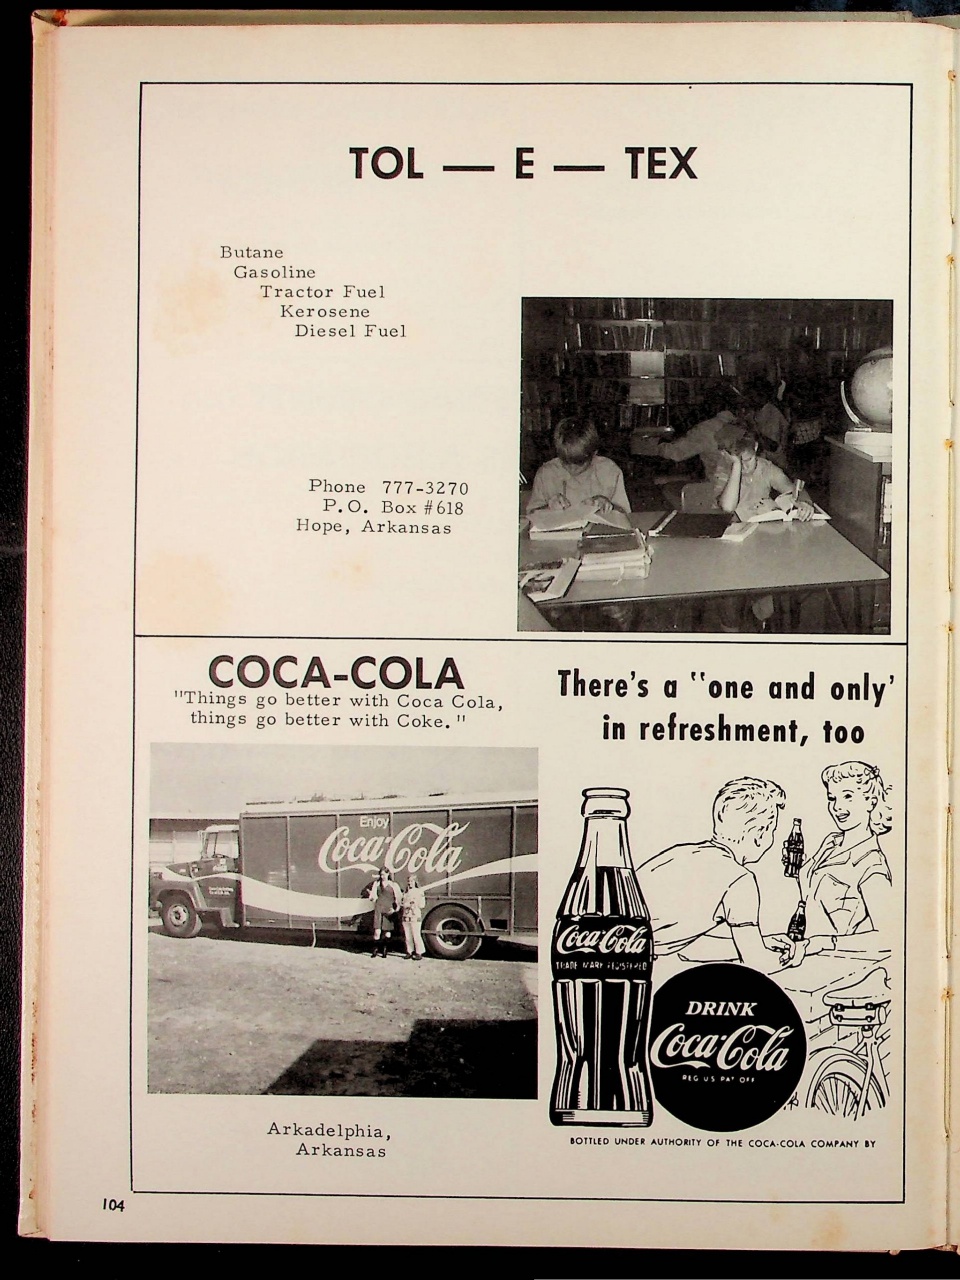 TOL — E — TEX
Butane
Gasoline
Tractor Fuel
Kerosene
Diesel Fuel
Phone 777-3270
P.O. Box #618
Hope, Arkansas
COCA-COLA
"Things go better with Coca Cola,
things go better with Coke."
Enjoy
Coca-Cola
Arkadelphia,
Arkansas
There's a "one and only'
in refreshment, too
Coca-Cola
TRADE MARK REGISTERED
DRINK
Coca-Cola
REG US PAT OFF
BOTTLED UNDER AUTHORITY OF THE COCA-COLA COMPANY BY
104